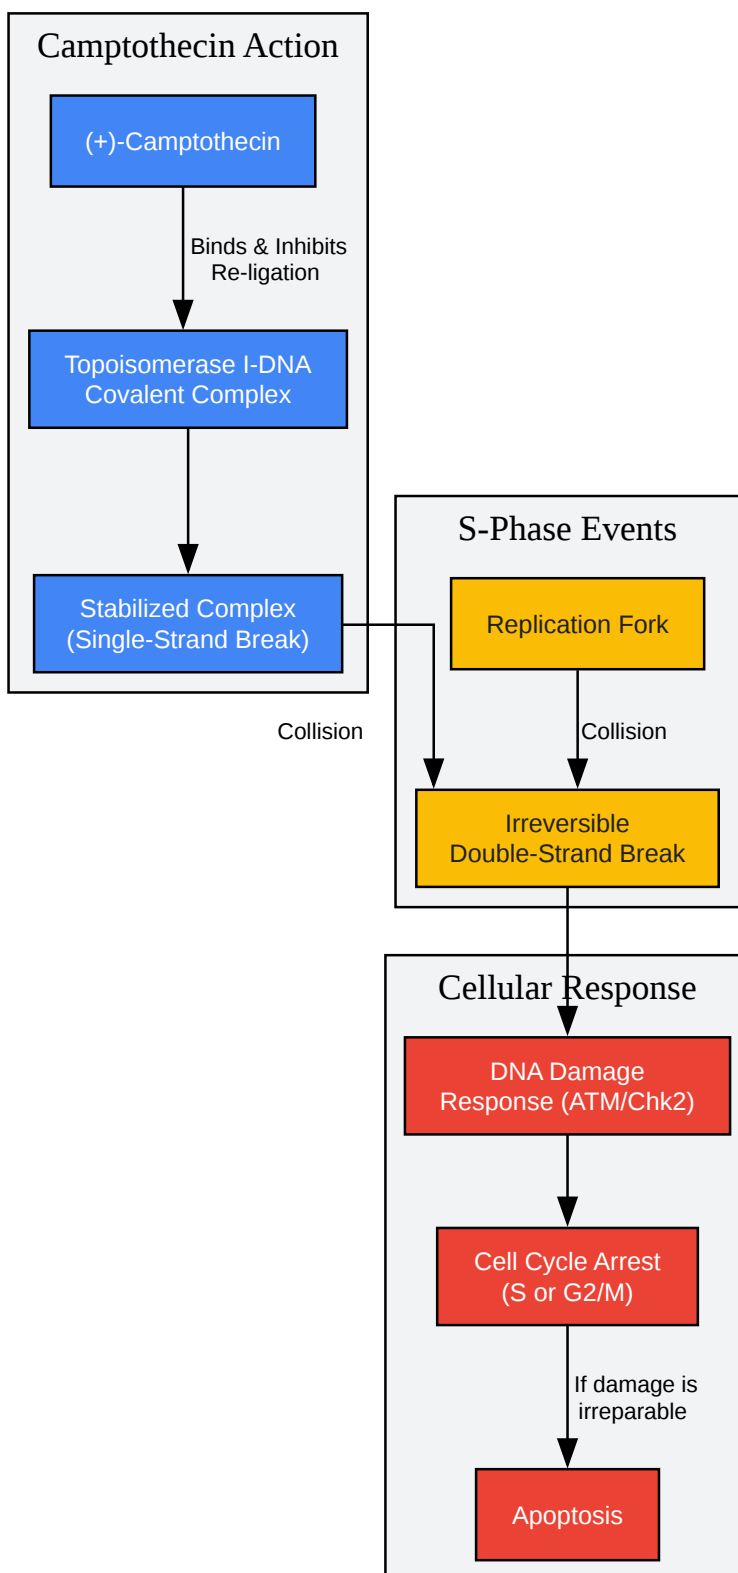 Camptothecin Action
(+)-Camptothecin
Binds & Inhibits
Re-ligation
Topoisomerase I-DNA
Covalent Complex
Stabilized Complex
(Single-Strand Break)
S-Phase Events
Replication Fork
Collision
Collision
Irreversible
Double-Strand Break
Cellular Response
DNA Damage
Response (ATM/Chk2)
Cell Cycle Arrest
(S or G2/M)
If damage is
irreparable
Apoptosis